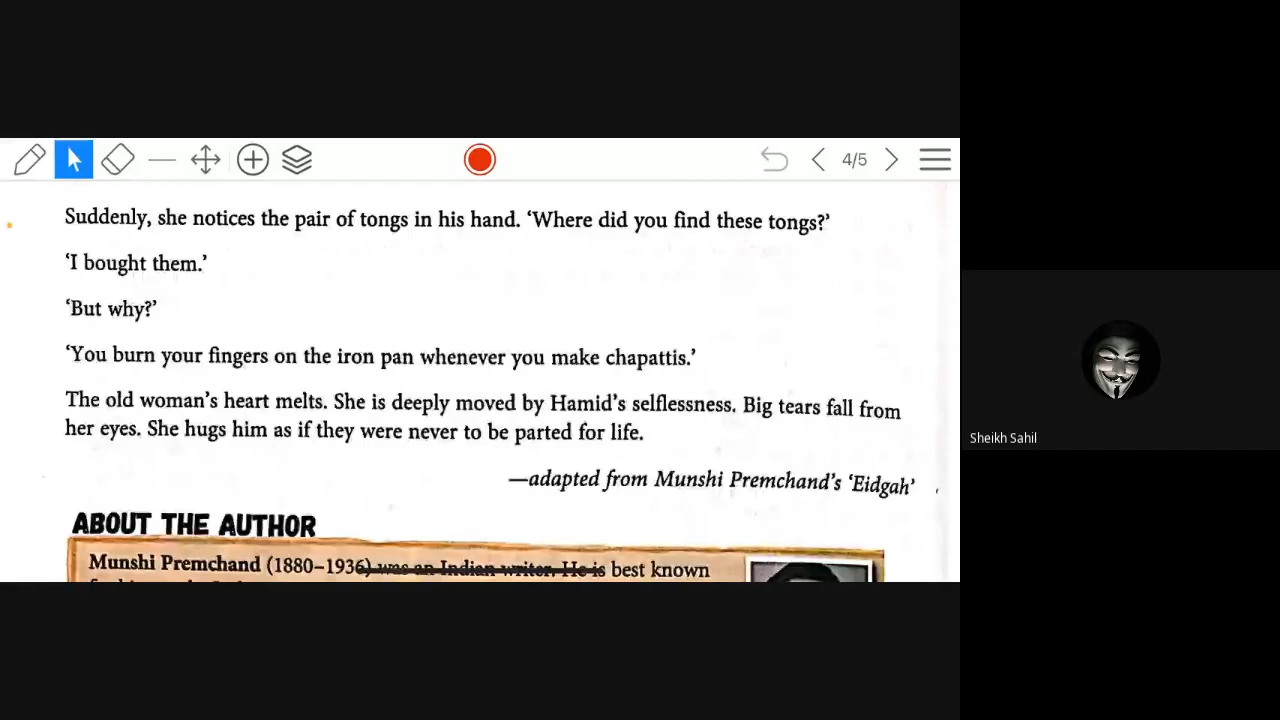 4/5
Suddenly, she notices the pair of tongs in his hand. ‘Where did you find these tongs?’
‘I bought them.’
‘But why?’
‘You burn your fingers on the iron pan whenever you make chapattis.’
The old woman’s heart melts. She is deeply moved by Hamid’s selflessness. Big tears fall from
her eyes. She hugs him as if they were never to be parted for life.
—adapted from Munshi Premchand’s ‘Eidgah’
ABOUT THE AUTHOR
Munshi Premchand (1880–1936) was an Indian writer. He is best known
Sheikh Sahil